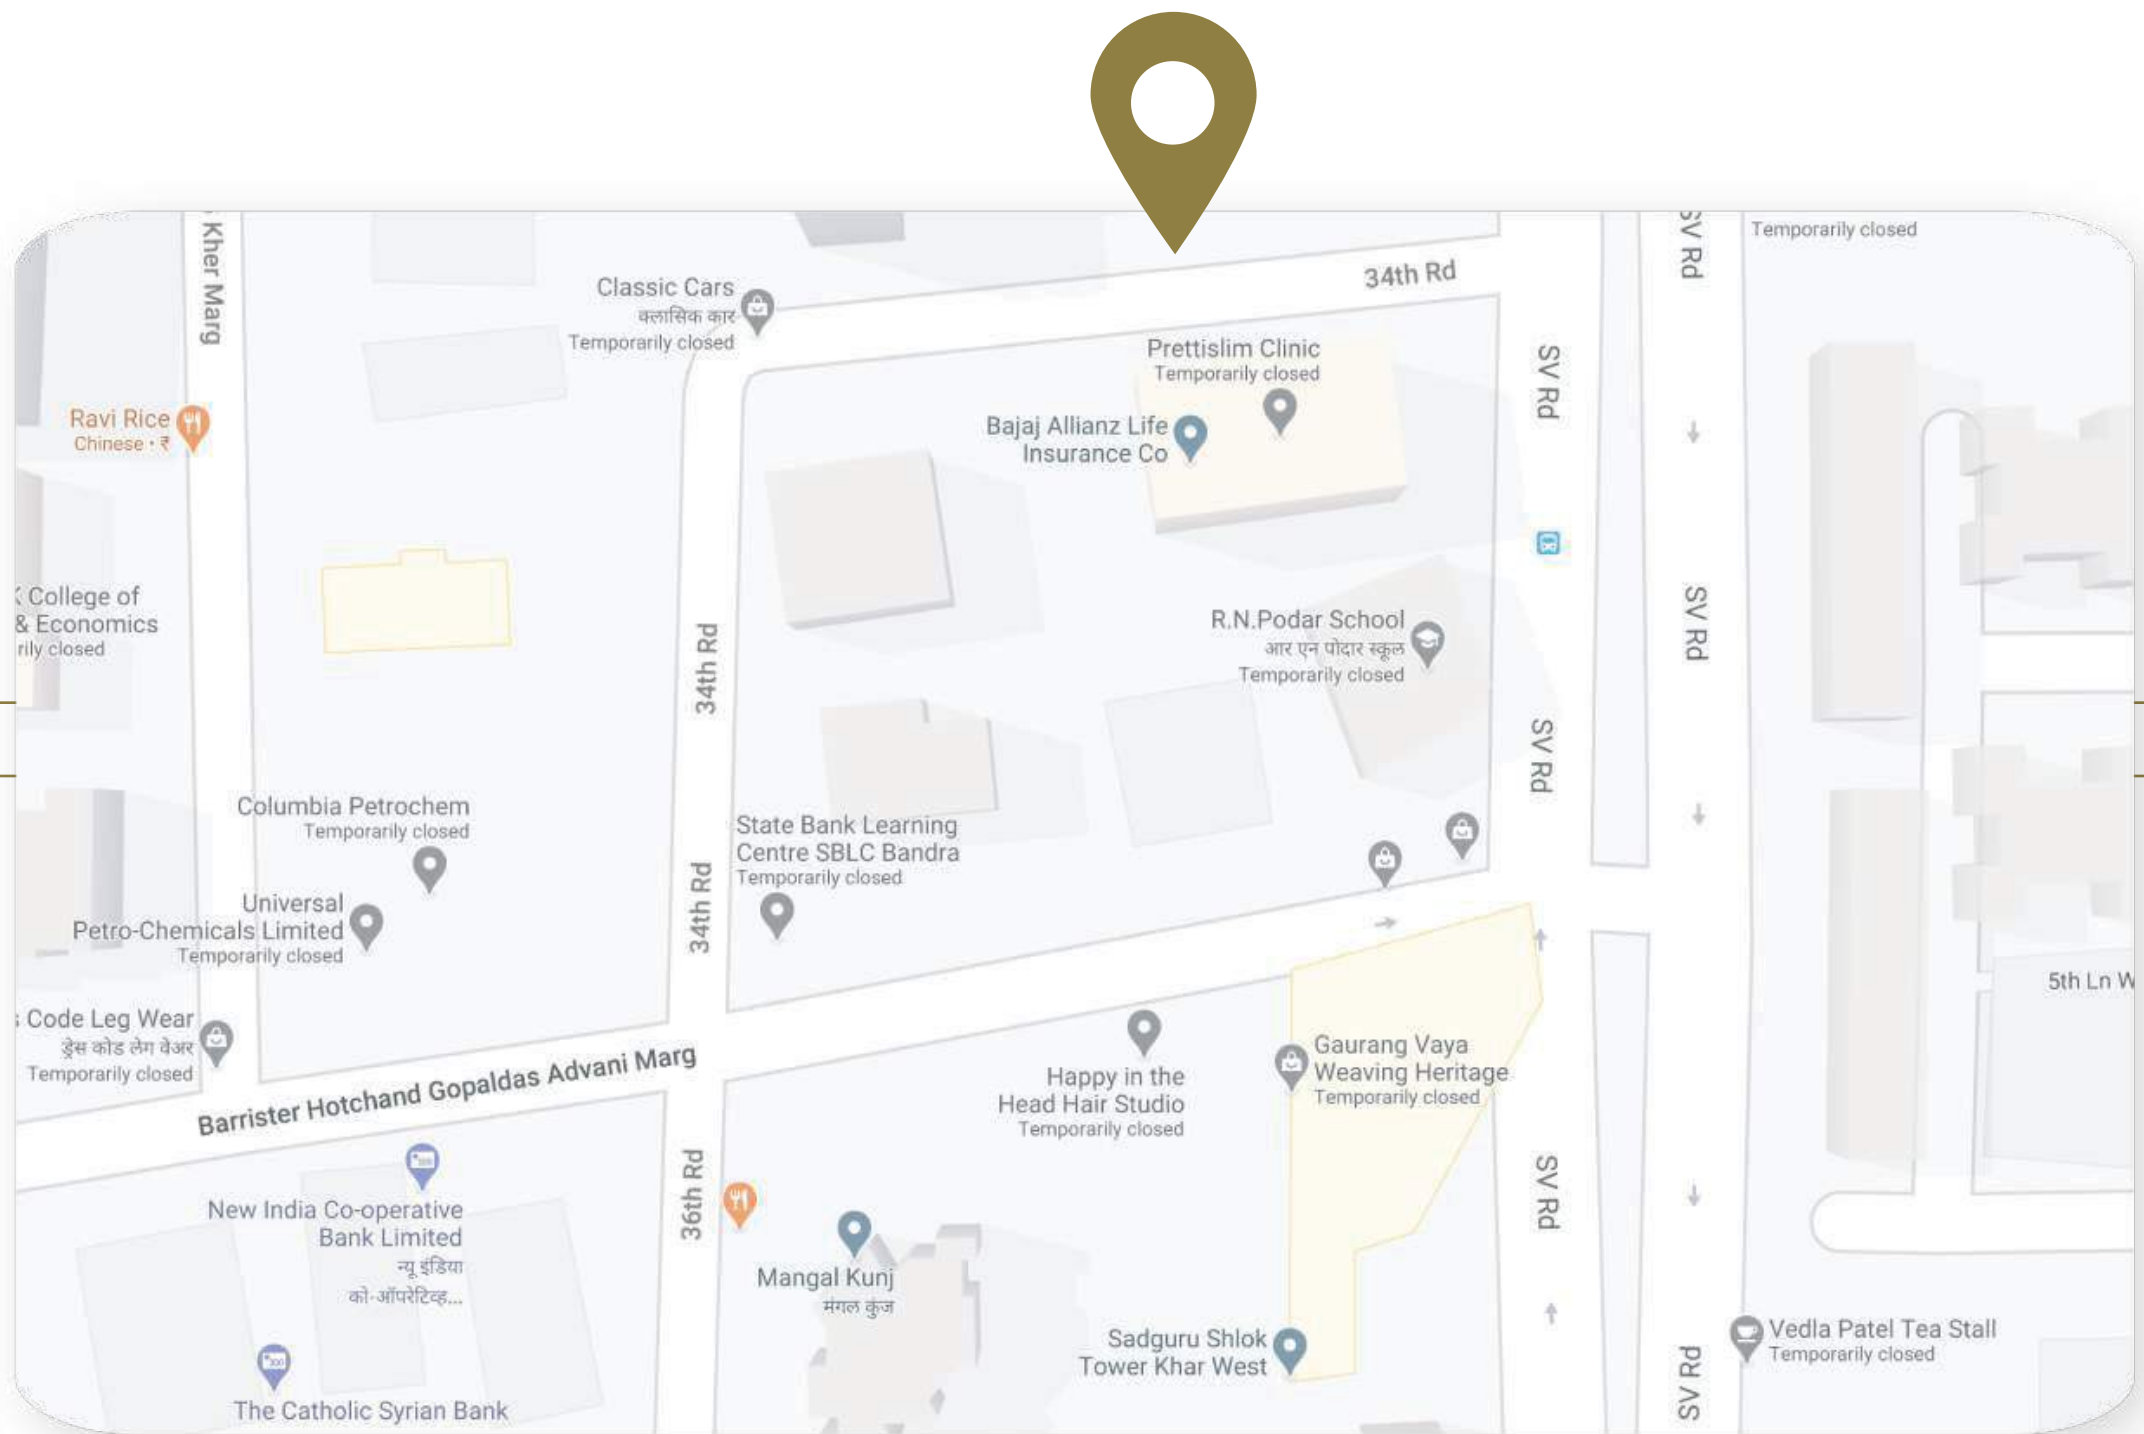 Kher Marg
SV Rd
Temporarily closed
34th Rd
Classic Cars
क्लासिक कार
Temporarily closed
Prettislim Clinic
Temporarily closed
SV Rd
Ravi Rice
Chinese · ₹
Bajaj Allianz Life
Insurance Co
College of
& Economics
rily closed
SV Rd
R.N.Podar School
आर एन पोदार स्कूल
Temporarily closed
34th Rd
SV Rd
Columbia Petrochem
Temporarily closed
State Bank Learning
Centre SBLC Bandra
Temporarily closed
34th Rd
Universal
Petro-Chemicals Limited
Temporarily closed
5th Ln W
Code Leg Wear
ड्रेस कोड लेग वेअर
Temporarily closed
Gaurang Vaya
Weaving Heritage
Temporarily closed
Happy in the
Head Hair Studio
Temporarily closed
Barrister Hotchand Gopaldas Advani Marg
36th Rd
SV Rd
New India Co-operative
Bank Limited
न्यू इंडिया
को-ऑपरेटिव्ह...
Mangal Kunj
मंगल कुंज
Sadguru Shlok
Tower Khar West
Vedla Patel Tea Stall
Temporarily closed
SV Rd
The Catholic Syrian Bank